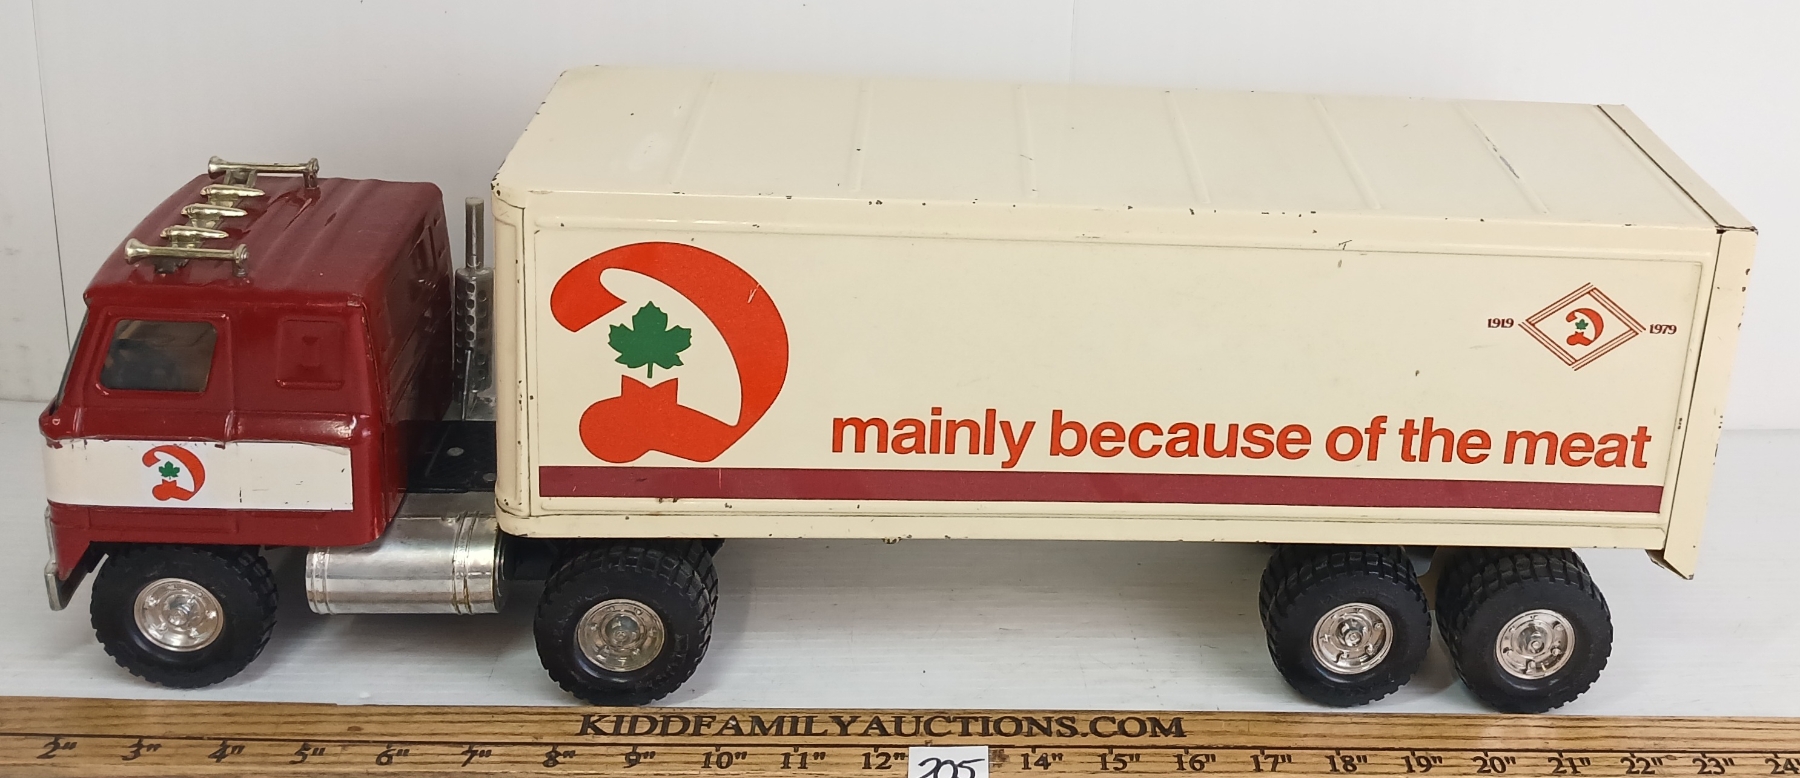 1919 1979
mainly because of the meat
KIDDFAMILYAUCTIONS.COM
2" 3" 4" 5" 6" 7" 8" 9" 10" 11" 12" 14" 15" 16" 17" 18" 19" 20" 21" 22" 23" 24
205